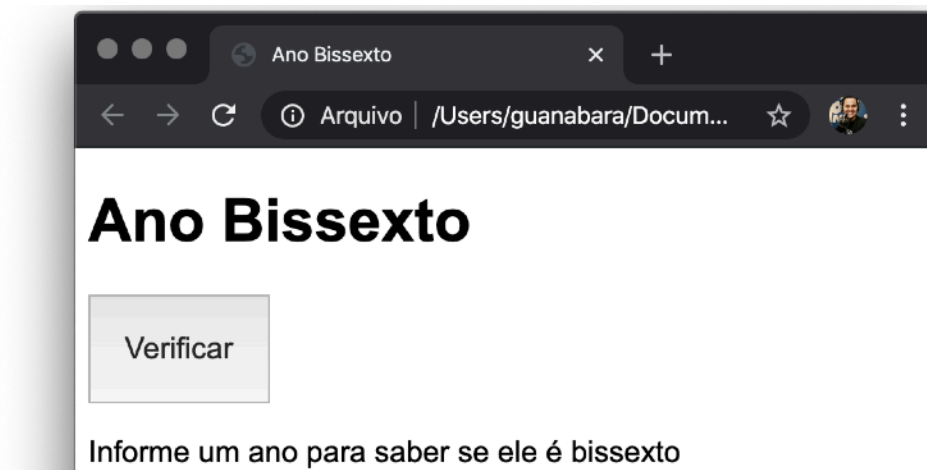 Ano Bissexto
Arquivo | /Users/guanabara/Docum...
Ano Bissexto
Verificar
Informe um ano para saber se ele é bissexto